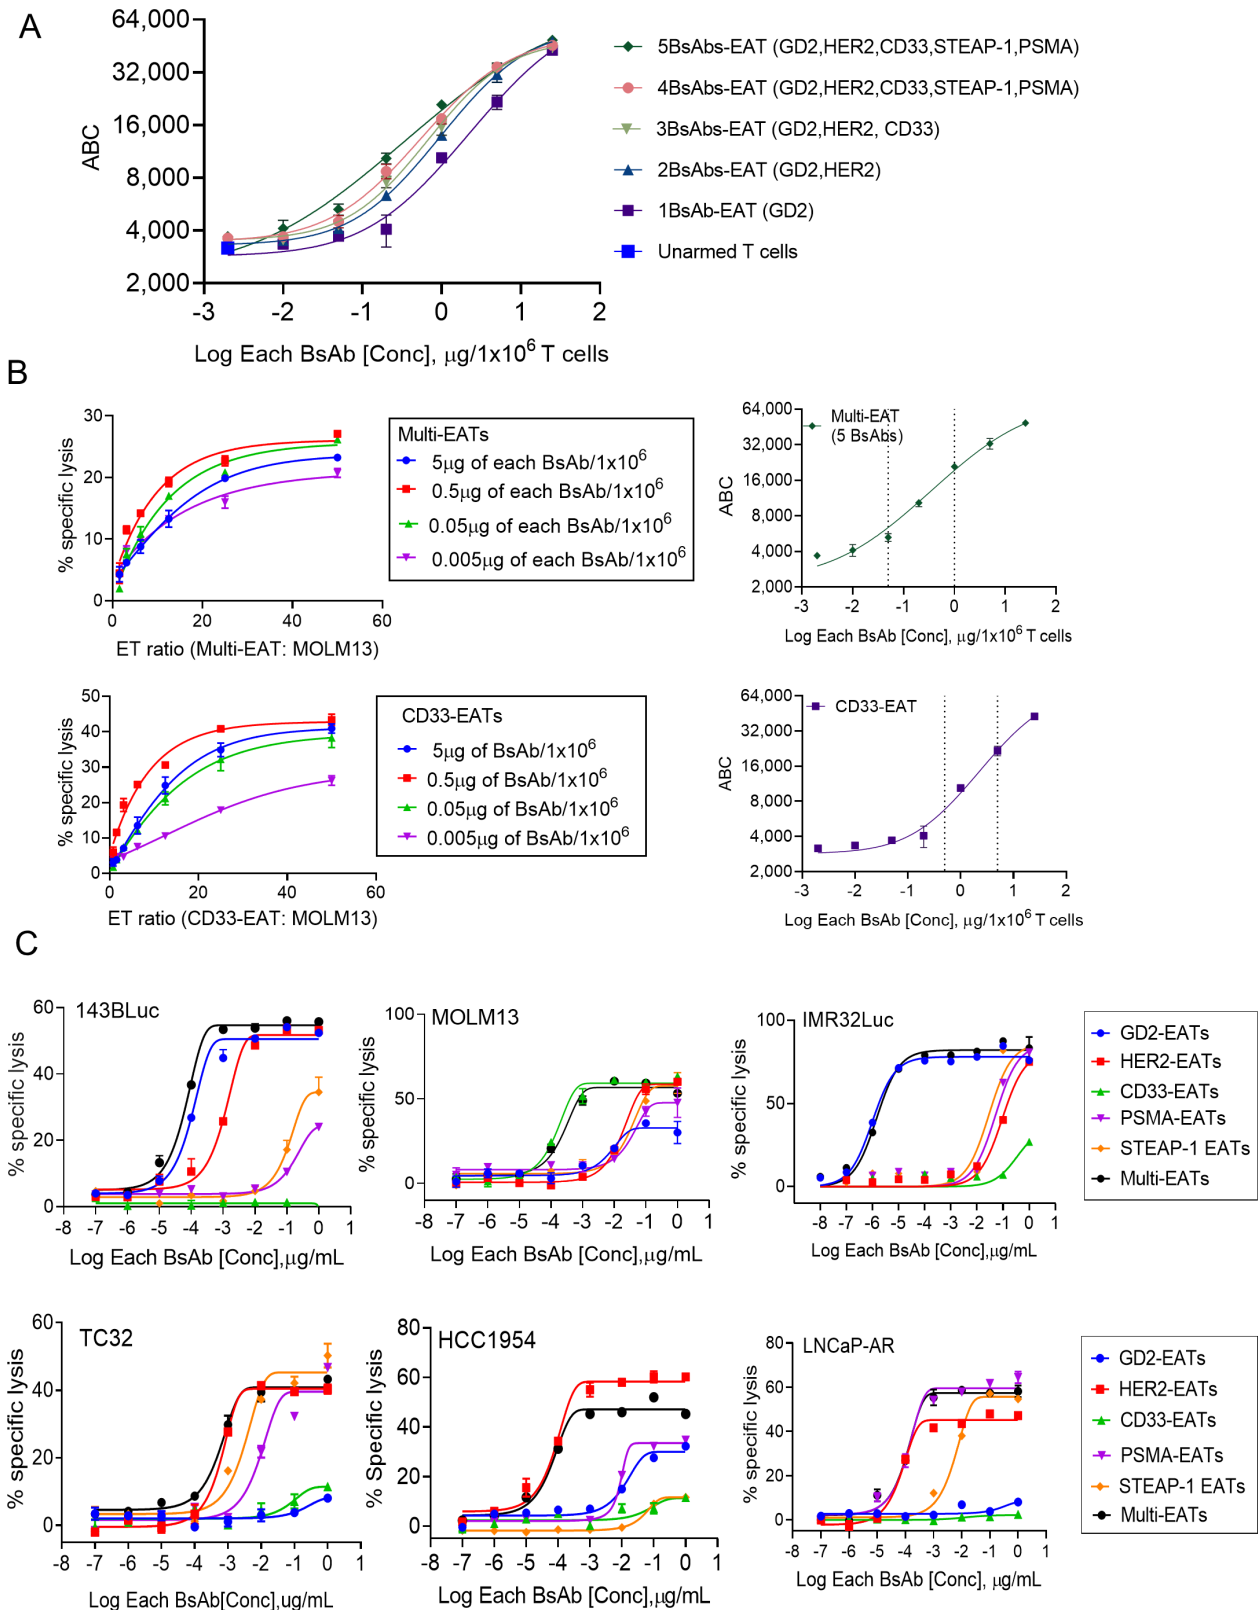 A
64,000
32,000
16,000
8,000
4,000
2,000
ABC
-3 -2 -1 0 1 2
Log Each BsAb [Conc], μg/1x10⁶ T cells
5BsAbs-EAT (GD2,HER2,CD33,STEAP-1,PSMA)
4BsAbs-EAT (GD2,HER2,CD33,STEAP-1,PSMA)
3BsAbs-EAT (GD2,HER2, CD33)
2BsAbs-EAT (GD2,HER2)
1BsAb-EAT (GD2)
Unarmed T cells
B
30
20
10
0
% specific lysis
0 20 40 60
ET ratio (Multi-EAT: MOLM13)
Multi-EATs
5μg of each BsAb/1x10⁶
0.5μg of each BsAb/1x10⁶
0.05μg of each BsAb/1x10⁶
0.005μg of each BsAb/1x10⁶
64,000
32,000
16,000
8,000
4,000
2,000
ABC
Multi-EAT
(5 BsAbs)
-3 -2 -1 0 1 2
Log Each BsAb [Conc], μg/1x10⁶ T cells
50
40
30
20
10
0
% specific lysis
0 20 40 60
ET ratio (CD33-EAT: MOLM13)
CD33-EATs
5μg of BsAb/1x10⁶
0.5μg of BsAb/1x10⁶
0.05μg of BsAb/1x10⁶
0.005μg of BsAb/1x10⁶
64,000
32,000
16,000
8,000
4,000
2,000
ABC
CD33-EAT
-3 -2 -1 0 1 2
Log Each BsAb [Conc], μg/1x10⁶ T cells
C
143BLuc
60
40
20
0
% specific lysis
-8 -7 -6 -5 -4 -3 -2 -1 0 1
Log Each BsAb [Conc],μg/mL
MOLM13
100
50
0
% specific lysis
-8 -7 -6 -5 -4 -3 -2 -1 0 1
Log Each BsAb [Conc],μg/mL
IMR32Luc
100
50
0
% specific lysis
-9 -8 -7 -6 -5 -4 -3 -2 -1 0 1
Log Each BsAb [Conc],μg/mL
GD2-EATs
HER2-EATs
CD33-EATs
PSMA-EATs
STEAP-1 EATs
Multi-EATs
TC32
60
40
20
0
% specific lysis
-8 -7 -6 -5 -4 -3 -2 -1 0 1
Log Each BsAb[Conc],ug/mL
HCC1954
80
60
40
20
0
% Specific lysis
-8 -7 -6 -5 -4 -3 -2 -1 0 1
Log Each BsAb [Conc],μg/mL
LNCaP-AR
80
60
40
20
0
% specific lysis
-8 -7 -6 -5 -4 -3 -2 -1 0 1
Log Each BsAb [Conc], μg/mL
GD2-EATs
HER2-EATs
CD33-EATs
PSMA-EATs
STEAP-1 EATs
Multi-EATs